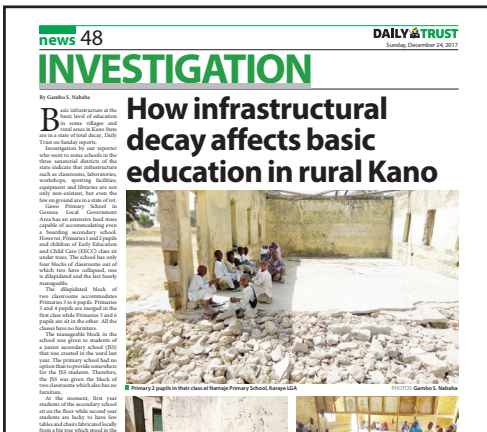 news 48
DAILY TRUST
Sunday, December 24, 2017
INVESTIGATION
By Gambo S. Nababa
How infrastructural
decay affects basic
education in rural Kano
Basic infrastructure at the
basic level of education
in some villages and
rural areas in Kano State
are in a state of total decay, Daily
Trust on Sunday reports.
Investigation by our reporter
who went to some schools in the
three senatorial districts of the
state indicate that infrastructure
such as classrooms, laboratories,
workshops, sporting facilities,
equipment and libraries are not
only non-existent, but even the
few on ground are in a state of rot.
Gawo Primary School in
Gezawa Local Government
Area has an extensive land mass
capable of accommodating even
a boarding secondary school.
However, Primaries 1 and 2 pupils
and children of Early Education
and Child Care (EECC) class sit
under trees. The school has only
four blocks of classrooms out of
which two have collapsed, one
is dilapidated and the last barely
manageable.
The dilapidated block of
two classrooms accommodates
Primaries 3 to 6 pupils. Primaries
3 and 4 pupils are merged in the
first class while Primaries 5 and 6
pupils are sit in the other. All the
classes have no furniture.
The manageable block in the
school was given to students of
a junior secondary school (JSS)
that was created in the ward last
year. The primary school had no
option than to provide somewhere
for the JSS students. Therefore,
the JSS was given the block of
two classrooms which also has no
furniture.
At the moment, first year
students of the secondary school
sit on the floor while second year
students are lucky to have few
tables and chairs fabricated locally
from a big tree which stood in the
Primary 2 pupils in their class at Namaje Primary School, Karaye LGA
PHOTOS: Gambo S. Nababa